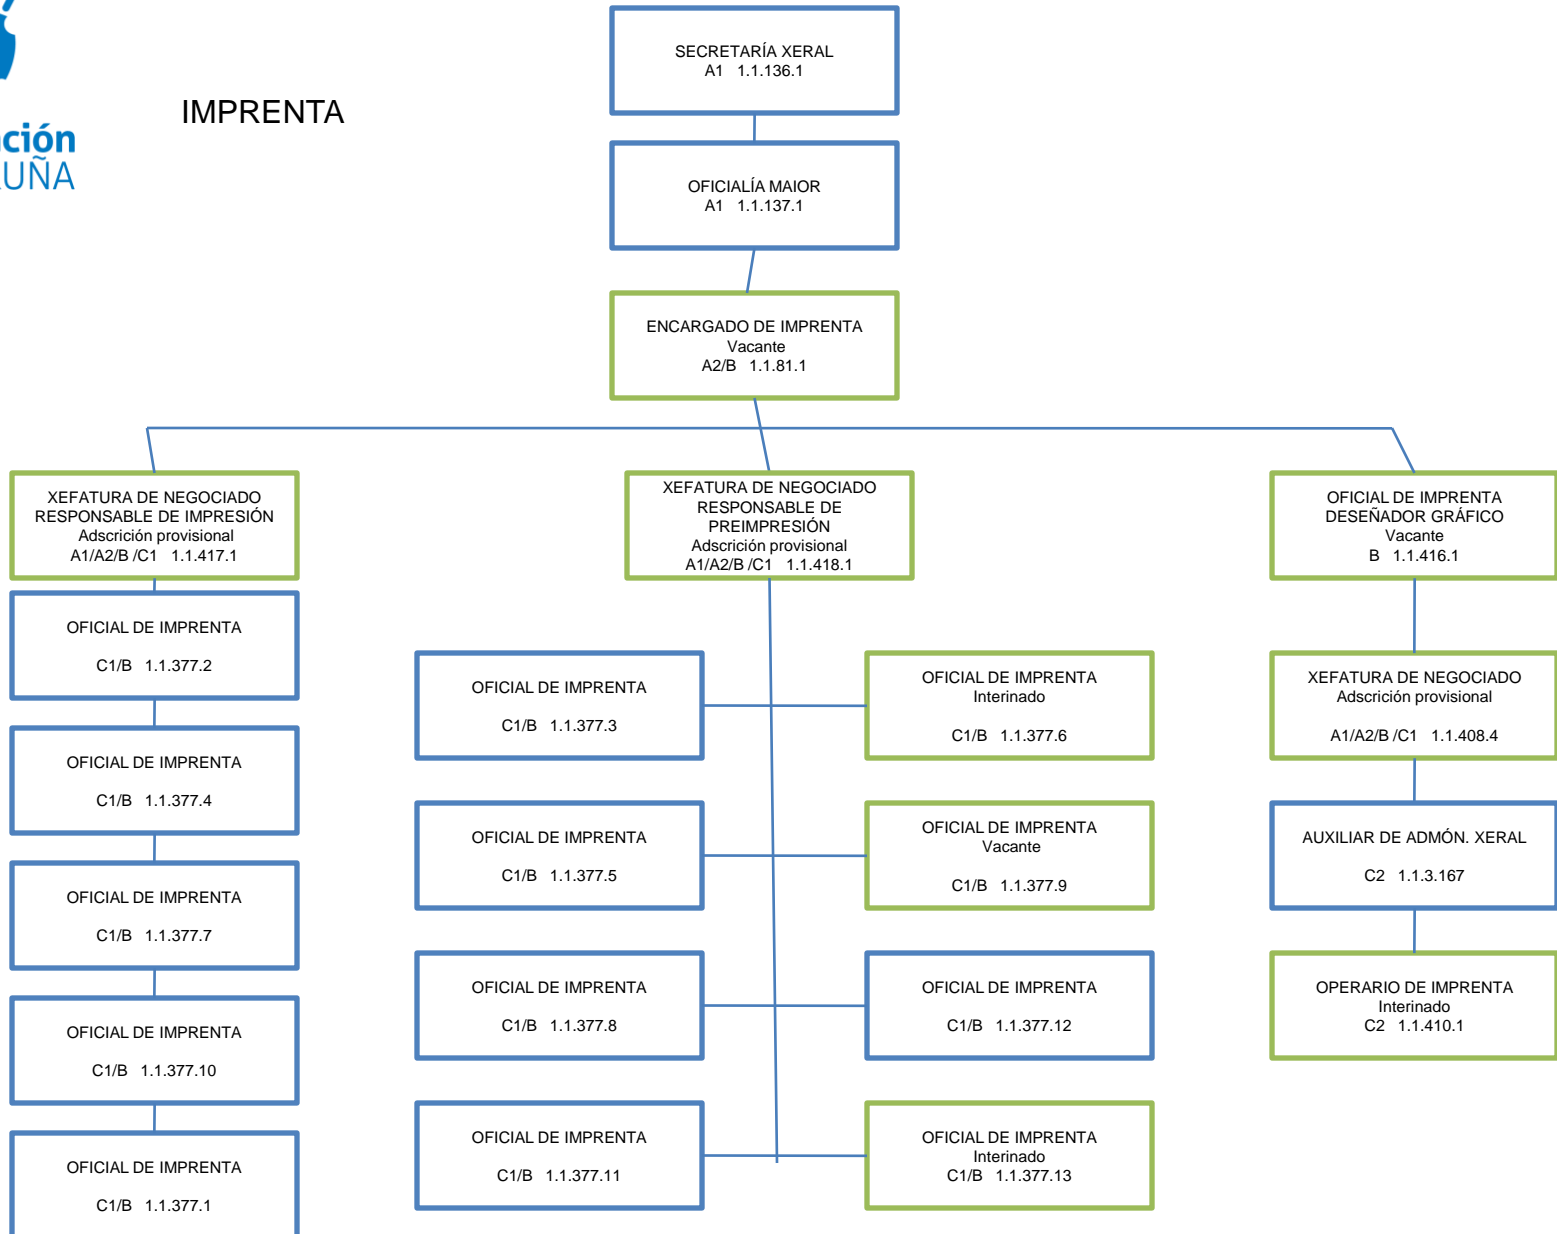 IMPRENTA
SECRETARÍA XERAL
A1 1.1.136.1
OFICIALÍA MAIOR
A1 1.1.137.1
ENCARGADO DE IMPRENTA
Vacante
A2/B 1.1.81.1
XEFATURA DE NEGOCIADO
RESPONSABLE DE IMPRESIÓN
Adscrición provisional
A1/A2/B /C1 1.1.417.1
OFICIAL DE IMPRENTA
C1/B 1.1.377.2
OFICIAL DE IMPRENTA
C1/B 1.1.377.4
OFICIAL DE IMPRENTA
C1/B 1.1.377.7
OFICIAL DE IMPRENTA
C1/B 1.1.377.10
OFICIAL DE IMPRENTA
C1/B 1.1.377.1
XEFATURA DE NEGOCIADO
RESPONSABLE DE
PREIMPRESIÓN
Adscrición provisional
A1/A2/B /C1 1.1.418.1
OFICIAL DE IMPRENTA
C1/B 1.1.377.3
OFICIAL DE IMPRENTA
Interinado
C1/B 1.1.377.6
OFICIAL DE IMPRENTA
C1/B 1.1.377.5
OFICIAL DE IMPRENTA
Vacante
C1/B 1.1.377.9
OFICIAL DE IMPRENTA
C1/B 1.1.377.8
OFICIAL DE IMPRENTA
C1/B 1.1.377.12
OFICIAL DE IMPRENTA
C1/B 1.1.377.11
OFICIAL DE IMPRENTA
Interinado
C1/B 1.1.377.13
OFICIAL DE IMPRENTA
DESEÑADOR GRÁFICO
Vacante
B 1.1.416.1
XEFATURA DE NEGOCIADO
Adscrición provisional
A1/A2/B /C1 1.1.408.4
AUXILIAR DE ADMÓN. XERAL
C2 1.1.3.167
OPERARIO DE IMPRENTA
Interinado
C2 1.1.410.1